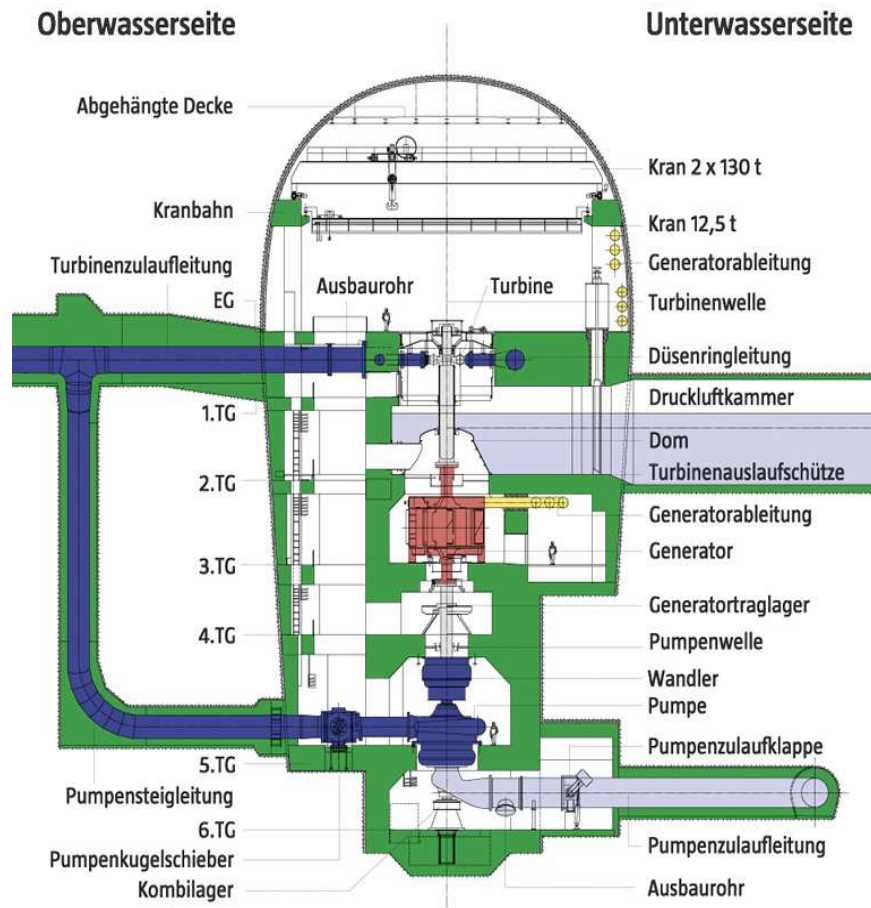 Oberwasserseite
Unterwasserseite
Abgehängte Decke
Kran 2 x 130 t
Kranbahn
Kran 12,5 t
Turbinenzulaufleitung
Generatorableitung
EG
Ausbaurohr
Turbine
Turbinenwelle
Düsenringleitung
Druckluftkammer
1.TG
Dom
Turbinenauslaufschütze
2.TG
Generatorableitung
Generator
3.TG
Generatortraglager
4.TG
Pumpenwelle
Wandler
Pumpe
Pumpenzulaufklappe
5.TG
Pumpensteigleitung
6.TG
Pumpenkugelschieber
Pumpenzulaufleitung
Kombilager
Ausbaurohr